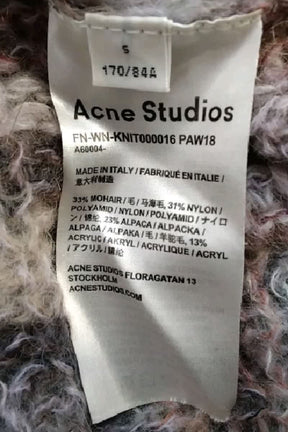 S
170/84A
Acne Studios
FN-WN-KNIT000016 PAW18
A60004-
MADE IN ITALY / FABRIQUÉ EN ITALIE /
意大利制造
33% MOHAIR / 毛 / 马海毛, 31% NYLON /
POLYAMID / NYLON / POLYAMID / ナイロ
ン / 锦纶, 23% ALPACA / ALPACKA /
ALPAGA / ALPAKA / 毛 / 羊驼毛, 13%
ACRYLIC / AKRYL / ACRYLIQUE / ACRYL
/ アクリル / 腈纶
ACNE STUDIOS FLORAGATAN 13
STOCKHOLM
ACNESTUDIOS.COM